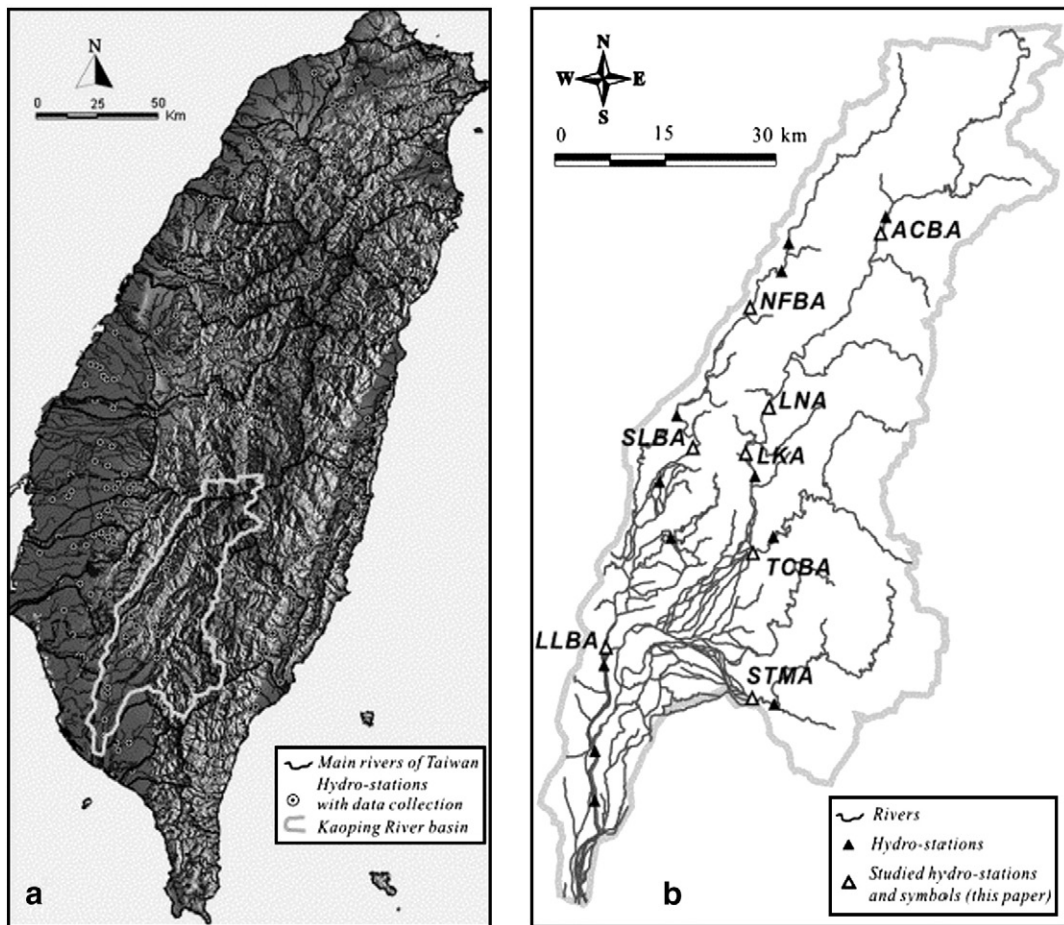 N
0 25 50
Km
Main rivers of Taiwan
Hydro-stations
with data collection
Kaoping River basin
a
N
W E
S
0 15 30 km
ACBA
NFBA
LNA
SLBA
LKA
TCBA
LLBA
STMA
Rivers
Hydro-stations
Studied hydro-stations
and symbols (this paper)
b